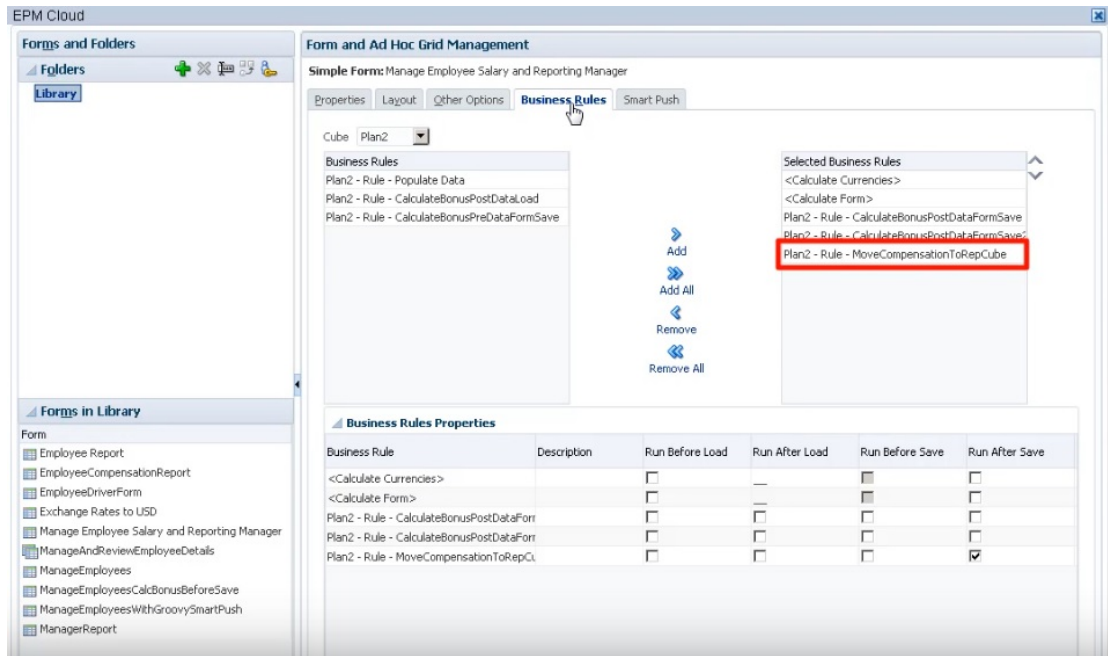 EPM Cloud
Forms and Folders
Folders
Library
Forms in Library
Form
Employee Report
EmployeeCompensationReport
EmployeeDriverForm
Exchange Rates to USD
Manage Employee Salary and Reporting Manager
ManageAndReviewEmployeeDetails
ManageEmployees
ManageEmployeesCalcBonusBeforeSave
ManageEmployeesWithGroovySmartPush
ManagerReport
Form and Ad Hoc Grid Management
Simple Form: Manage Employee Salary and Reporting Manager
Properties Layout Other Options Business Rules Smart Push
Cube Plan2
Business Rules
Plan2 - Rule - Populate Data
Plan2 - Rule - CalculateBonusPostDataLoad
Plan2 - Rule - CalculateBonusPreDataFormSave
Add
Add All
Remove
Remove All
Selected Business Rules
<Calculate Currencies>
<Calculate Form>
Plan2 - Rule - CalculateBonusPostDataFormSave
Plan2 - Rule - CalculateBonusPostDataFormSave2
Plan2 - Rule - MoveCompensationToRepCube
Business Rules Properties
Business Rule Description Run Before Load Run After Load Run Before Save Run After Save
<Calculate Currencies>
<Calculate Form>
Plan2 - Rule - CalculateBonusPostDataForr
Plan2 - Rule - CalculateBonusPostDataForr
Plan2 - Rule - MoveCompensationToRepCu